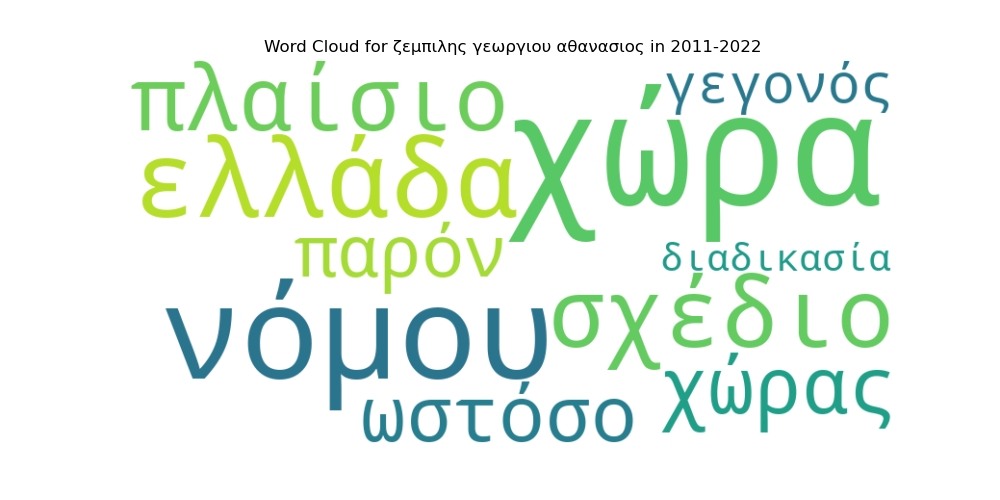 Word Cloud for ζεμπιλης γεωργιου αθανασιος in 2011-2022
πλαίσιο
γεγονός
χώρα
ελλάδα
παρόν
διαδικασία
νόμου
σχέδιο
χώρας
ωστόσο